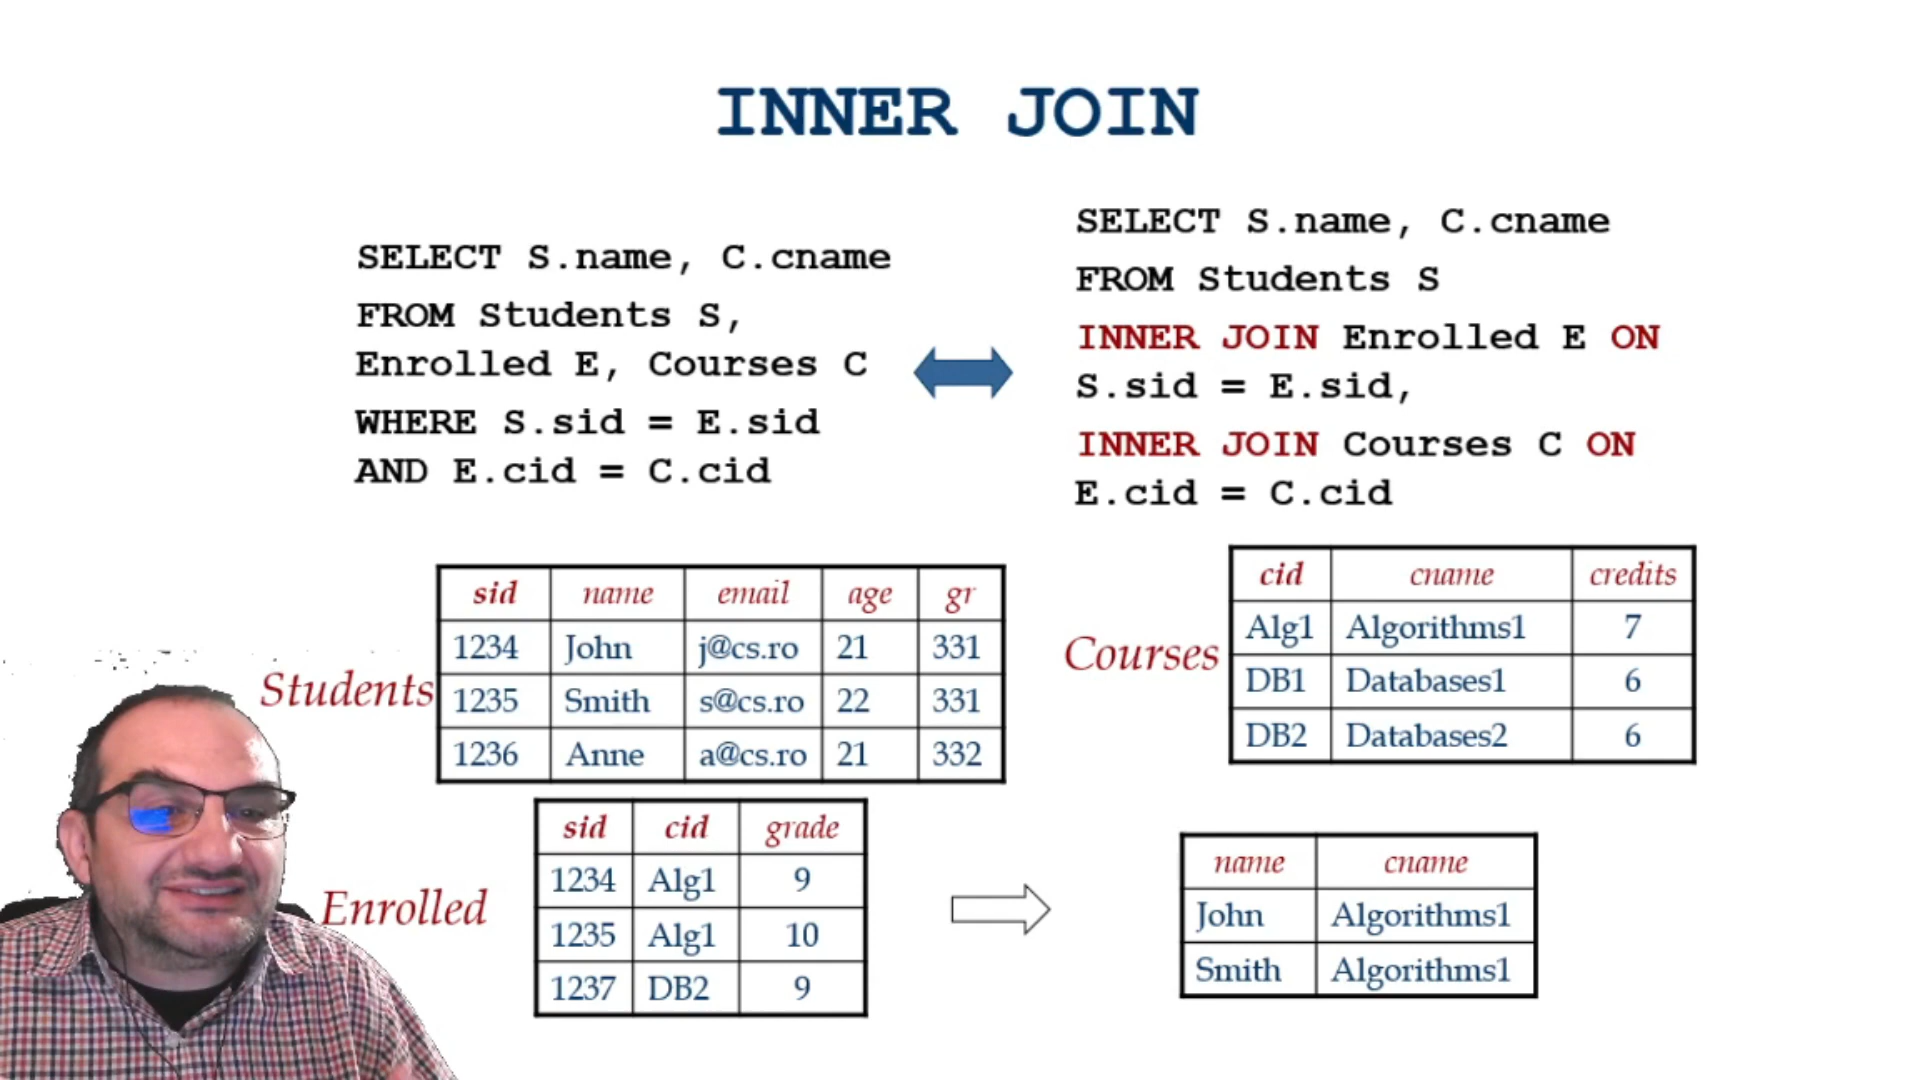 INNER JOIN
SELECT S.name, C.cname
FROM Students S,
Enrolled E, Courses C
WHERE S.sid = E.sid
AND E.cid = C.cid
SELECT S.name, C.cname
FROM Students S
INNER JOIN Enrolled E ON
S.sid = E.sid,
INNER JOIN Courses C ON
E.cid = C.cid
Students
sid name email age gr
1234 John j@cs.ro 21 331
1235 Smith s@cs.ro 22 331
1236 Anne a@cs.ro 21 332
Courses
cid cname credits
Alg1 Algorithms1 7
DB1 Databases1 6
DB2 Databases2 6
Enrolled
sid cid grade
1234 Alg1 9
1235 Alg1 10
1237 DB2 9
name cname
John Algorithms1
Smith Algorithms1